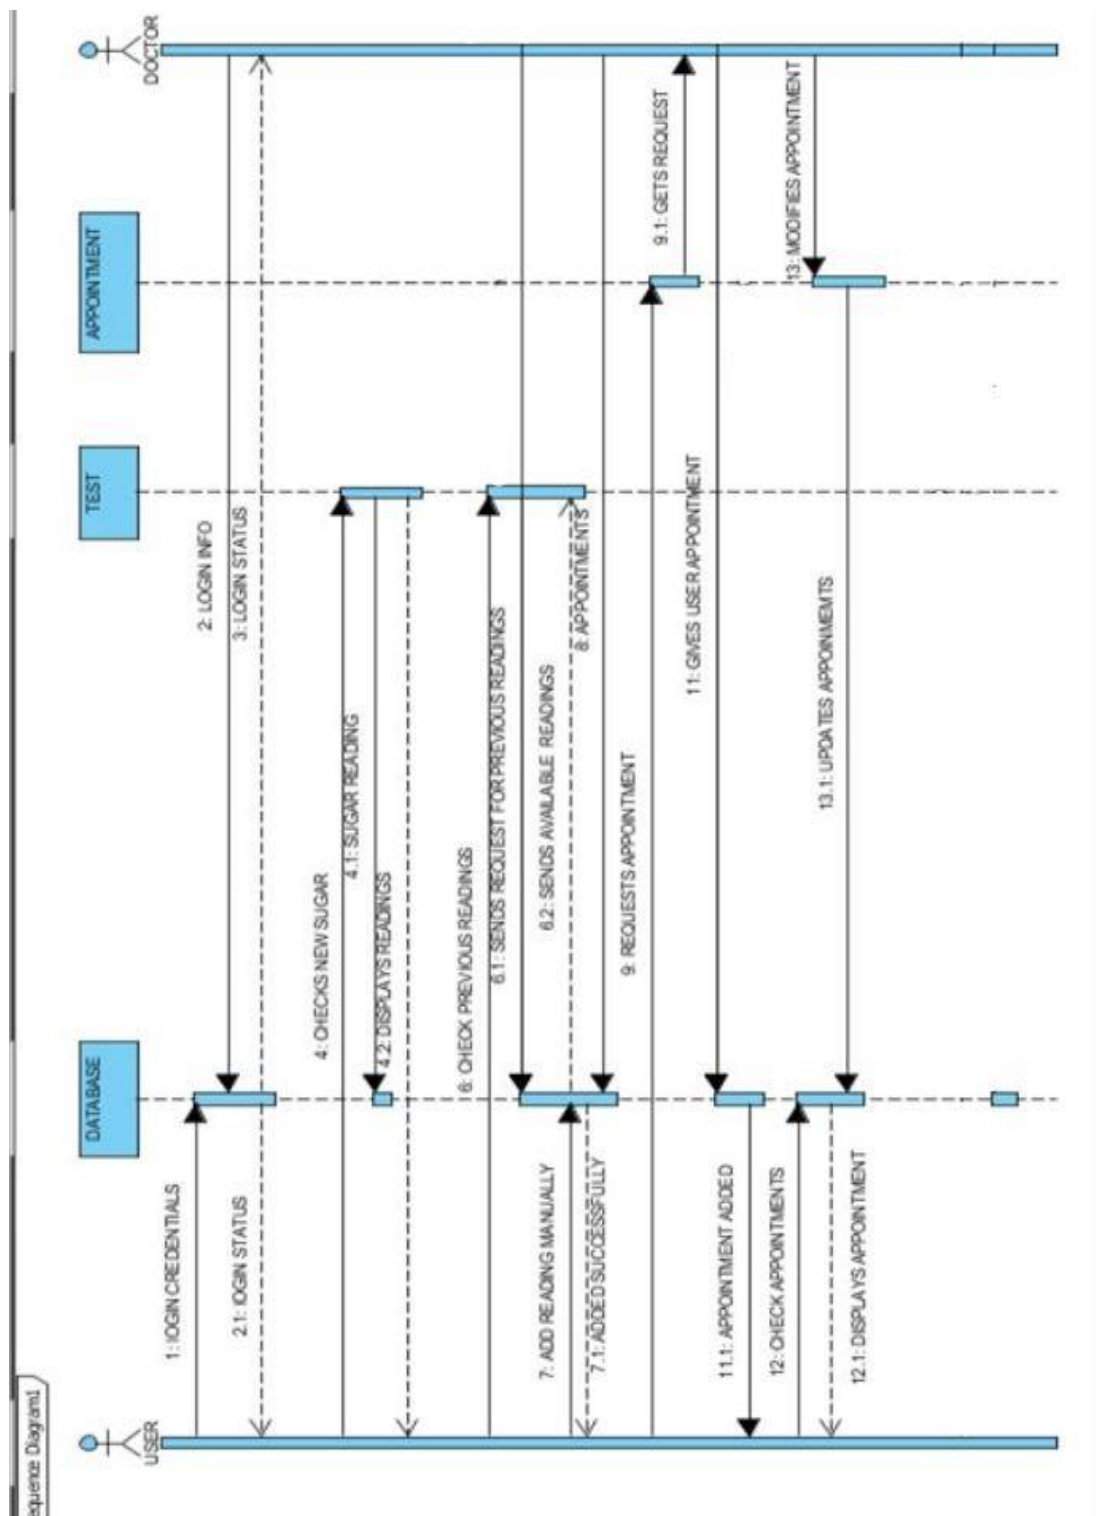 equence Diagram1
USER
DATABASE
TEST
APPOINTMENT
DOCTOR
1: lOGIN CREDENTIALS
2: LOGIN INFO
2.1: lOGIN STATUS
3: LOGIN STATUS
4: CHECKS NEW SUGAR
4.1: SUGAR READING
4.2: DISPLAYS READINGS
6: CHECK PREVIOUS READINGS
6.1: SENDS REQUEST FOR PREVIOUS READINGS
6.2: SENDS AVAILABLE READINGS
7: ADD READING MANUALLY
7.1: ADDED SUCCESSFULLY
8: APPOINTMENTS
9: REQUESTS APPOINTMENT
9.1: GETS REQUEST
11: GIVES USER APPOINTMENT
11.1: APPOINTMENT ADDED
12: CHECK APPOINTMENTS
12.1: DISPLAYS APPOINTMENT
13: MODIFIES APPOINTMENT
13.1: UPDATES APPOINMEMTS